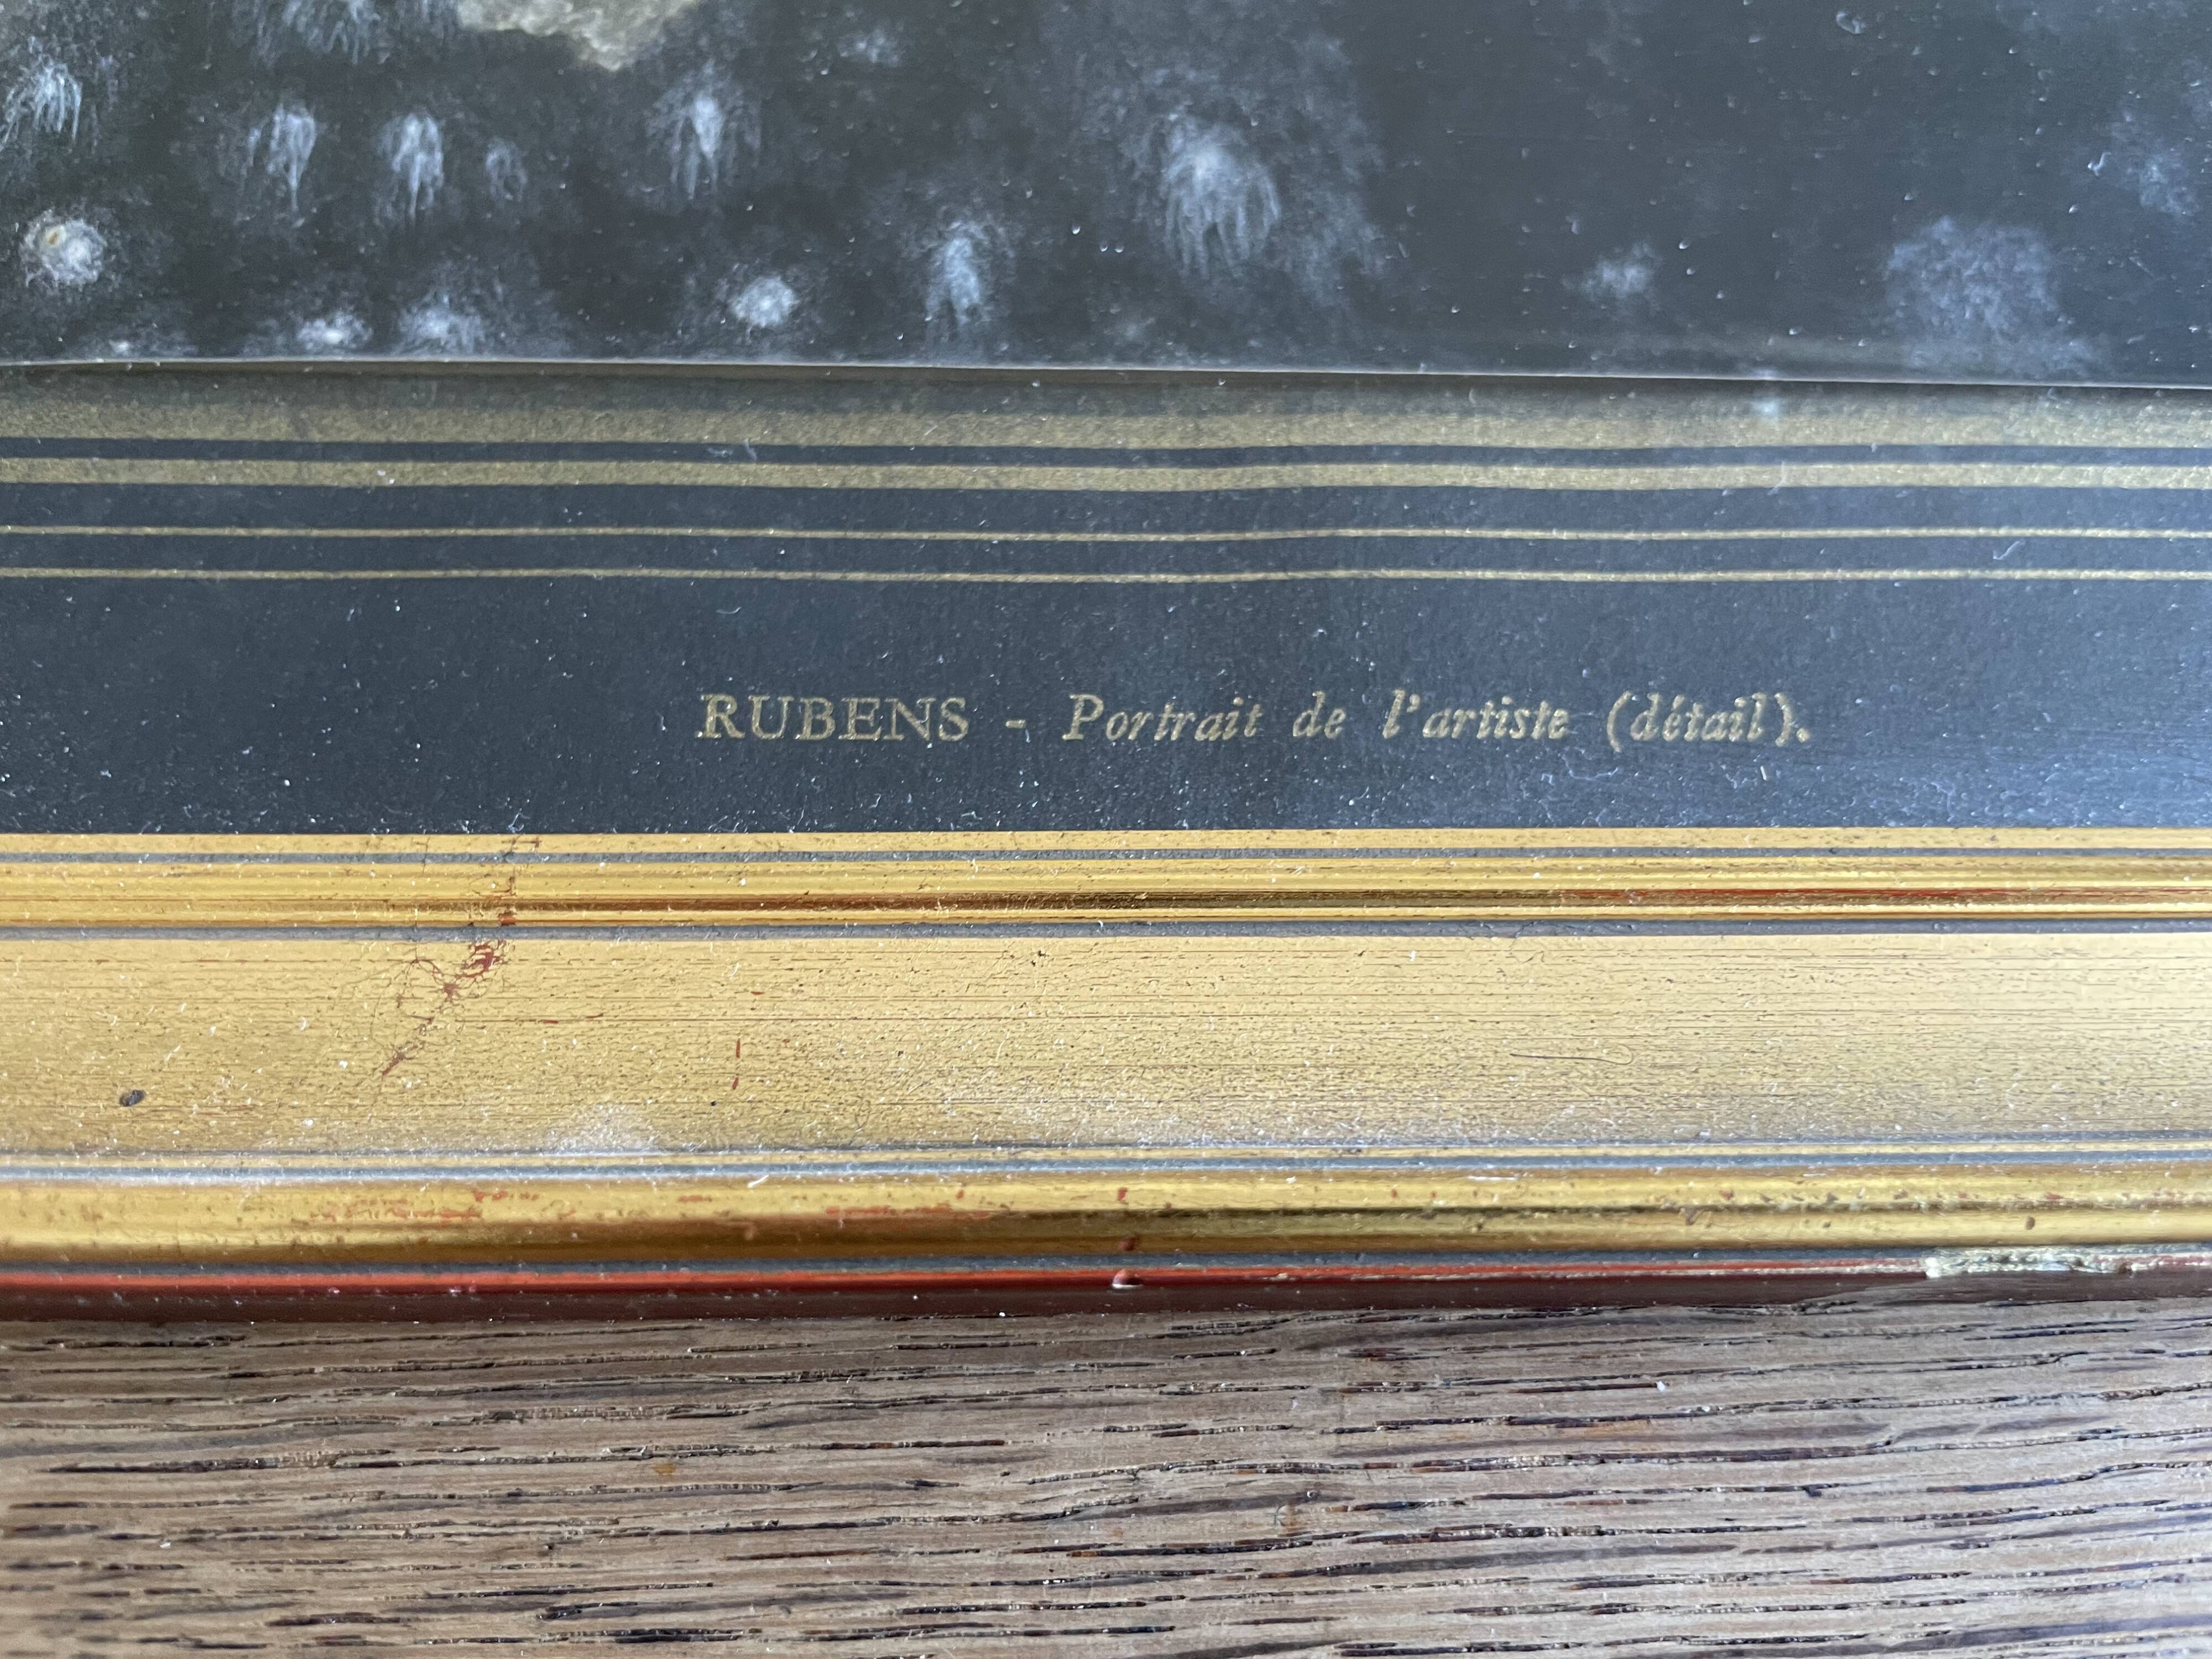 RUBENS - Portrait de l'artiste (détail).